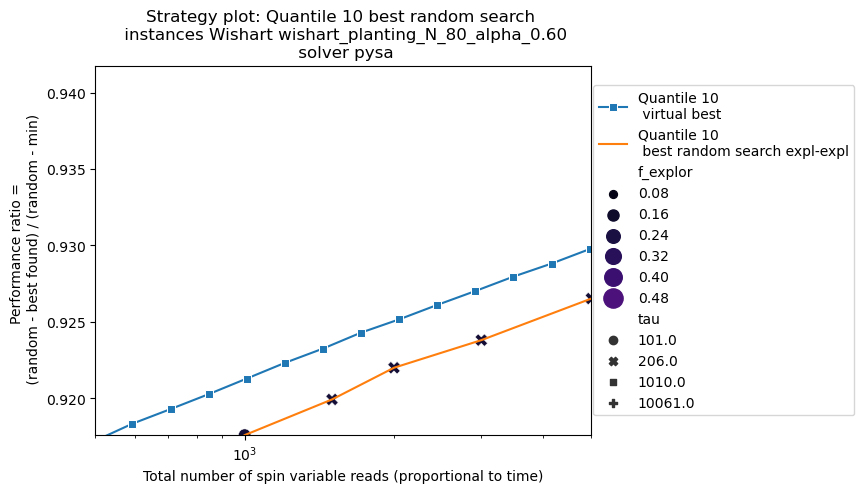 Strategy plot: Quantile 10 best random search
instances Wishart wishart_planting_N_80_alpha_0.60
solver pysa
Performance ratio =
(random - best found) / (random - min)
0.940
0.935
0.930
0.925
0.920
10³
Total number of spin variable reads (proportional to time)
Quantile 10
virtual best
Quantile 10
best random search expl-expl
f_explor
0.08
0.16
0.24
0.32
0.40
0.48
tau
101.0
206.0
1010.0
10061.0